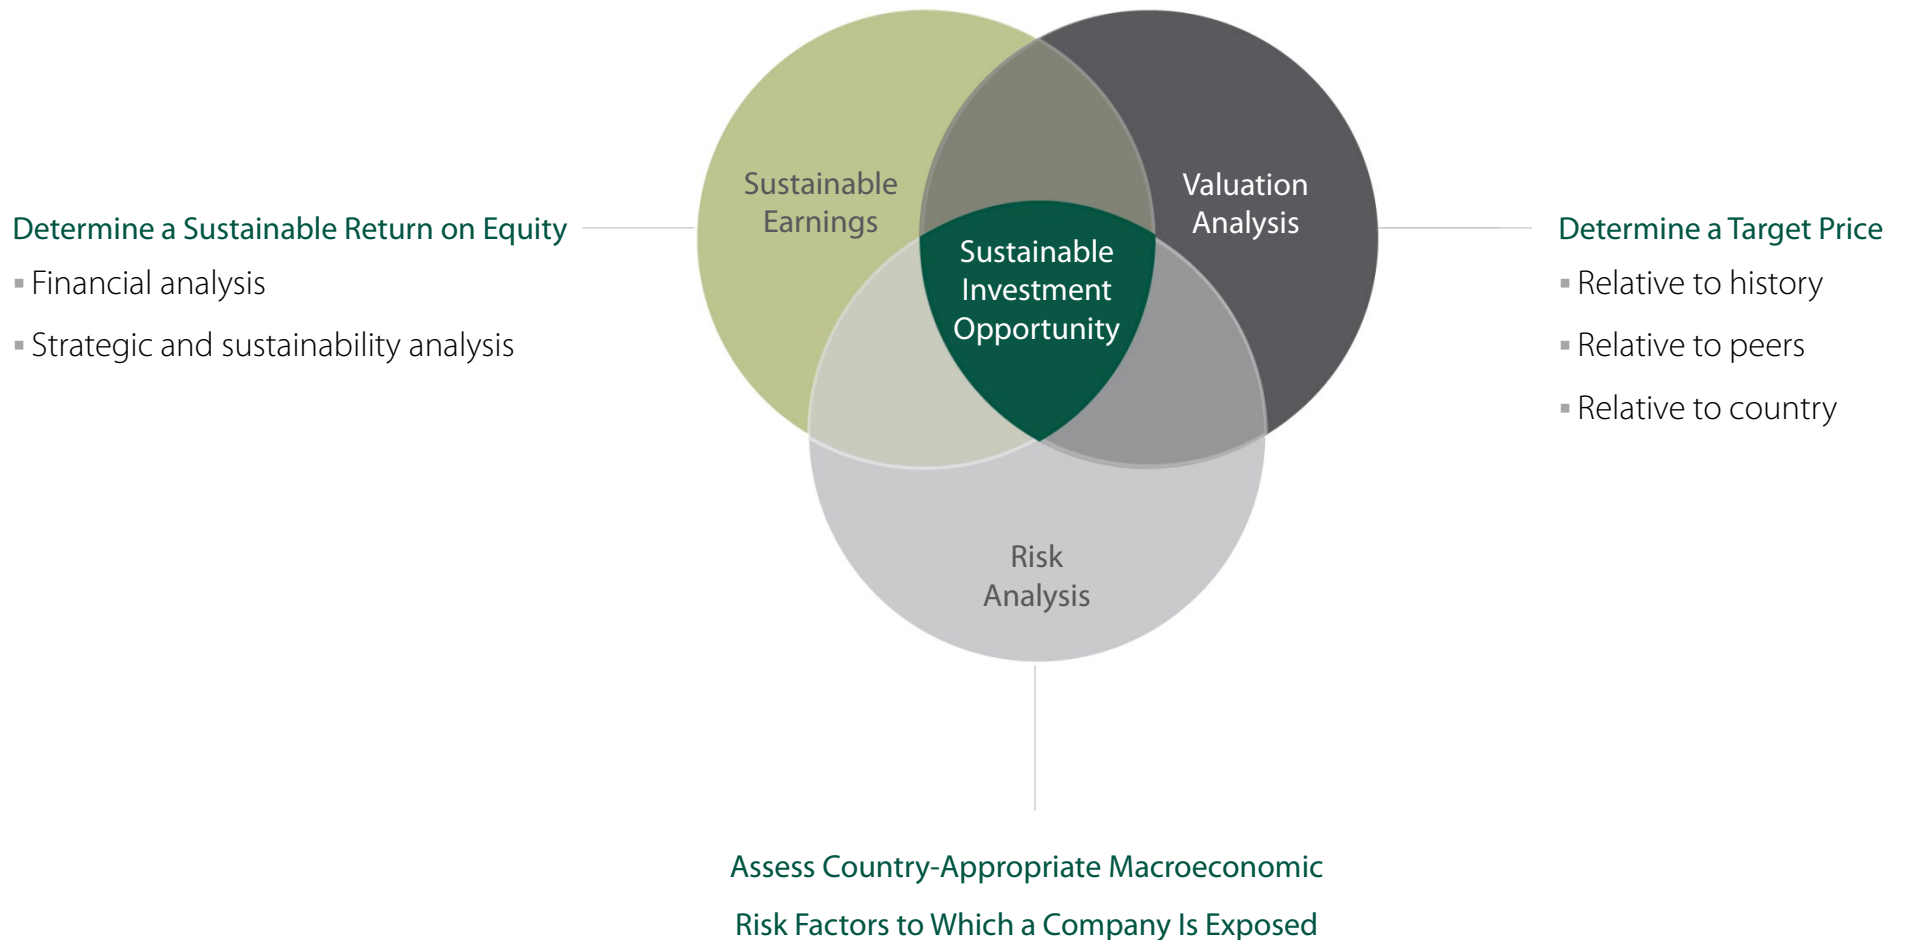 Sustainable
Earnings
Valuation
Analysis
Determine a Sustainable Return on Equity
▪ Financial analysis
▪ Strategic and sustainability analysis
Sustainable
Investment
Opportunity
Determine a Target Price
▪ Relative to history
▪ Relative to peers
▪ Relative to country
Risk
Analysis
Assess Country-Appropriate Macroeconomic
Risk Factors to Which a Company Is Exposed